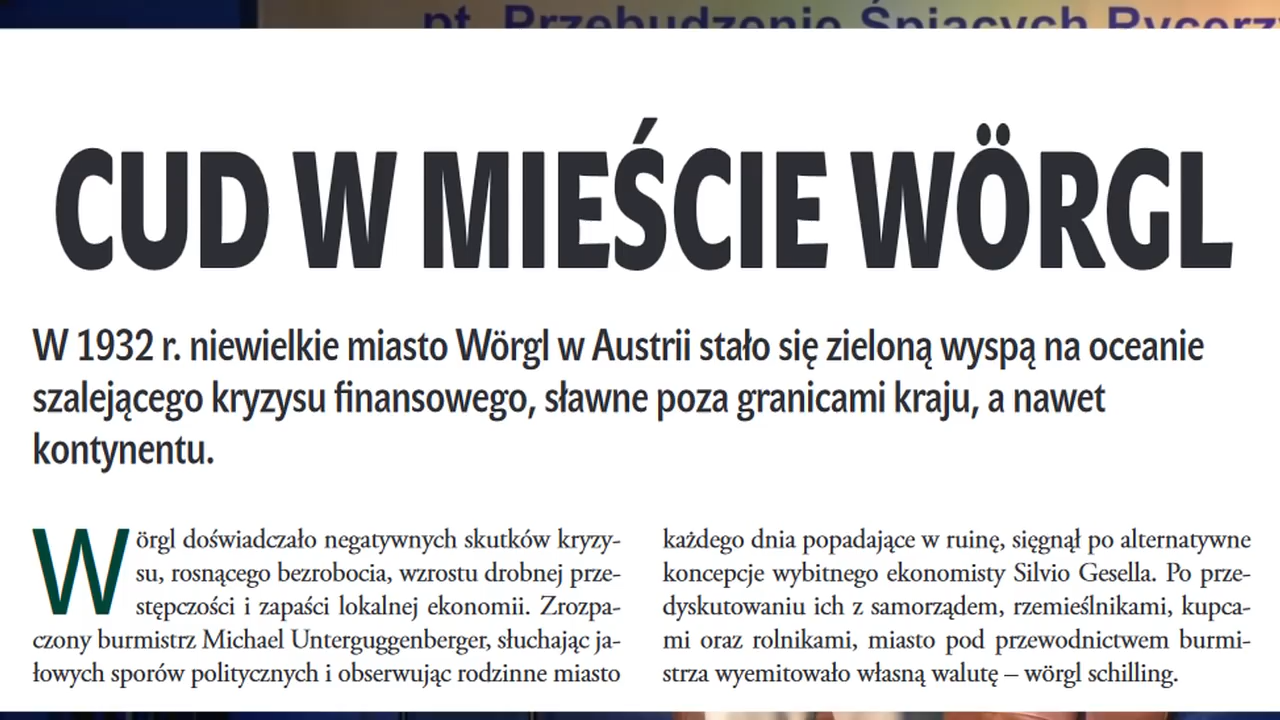 pt. Przebudzenie Śpiących Rycerzy
CUD W MIEŚCIE WÖRGL
W 1932 r. niewielkie miasto Wörgl w Austrii stało się zieloną wyspą na oceanie
szalejącego kryzysu finansowego, sławne poza granicami kraju, a nawet
kontynentu.
Wörgl doświadczało negatywnych skutków kryzy-
su, rosnącego bezrobocia, wzrostu drobnej prze-
stępczości i zapaści lokalnej ekonomii. Zrozpa-
czony burmistrz Michael Unterguggenberger, słuchając ja-
łowych sporów politycznych i obserwując rodzinne miasto
każdego dnia popadające w ruinę, sięgnął po alternatywne
koncepcje wybitnego ekonomisty Silvio Gesella. Po prze-
dyskutowaniu ich z samorządem, rzemieślnikami, kupca-
mi oraz rolnikami, miasto pod przewodnictwem burmi-
strza wyemitowało własną walutę – wörgl schilling.